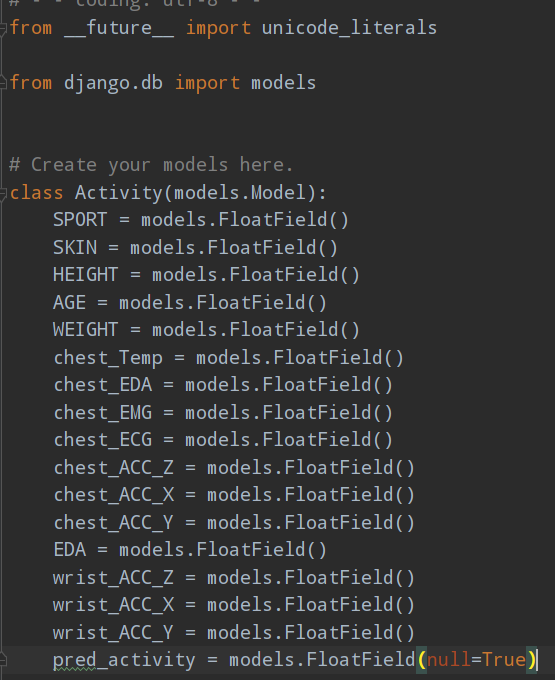 # -*- coding: utf-8 -*-
from __future__ import unicode_literals
from django.db import models
# Create your models here.
class Activity(models.Model):
SPORT = models.FloatField()
SKIN = models.FloatField()
HEIGHT = models.FloatField()
AGE = models.FloatField()
WEIGHT = models.FloatField()
chest_Temp = models.FloatField()
chest_EDA = models.FloatField()
chest_EMG = models.FloatField()
chest_ECG = models.FloatField()
chest_ACC_Z = models.FloatField()
chest_ACC_X = models.FloatField()
chest_ACC_Y = models.FloatField()
EDA = models.FloatField()
wrist_ACC_Z = models.FloatField()
wrist_ACC_X = models.FloatField()
wrist_ACC_Y = models.FloatField()
pred_activity = models.FloatField(null=True)